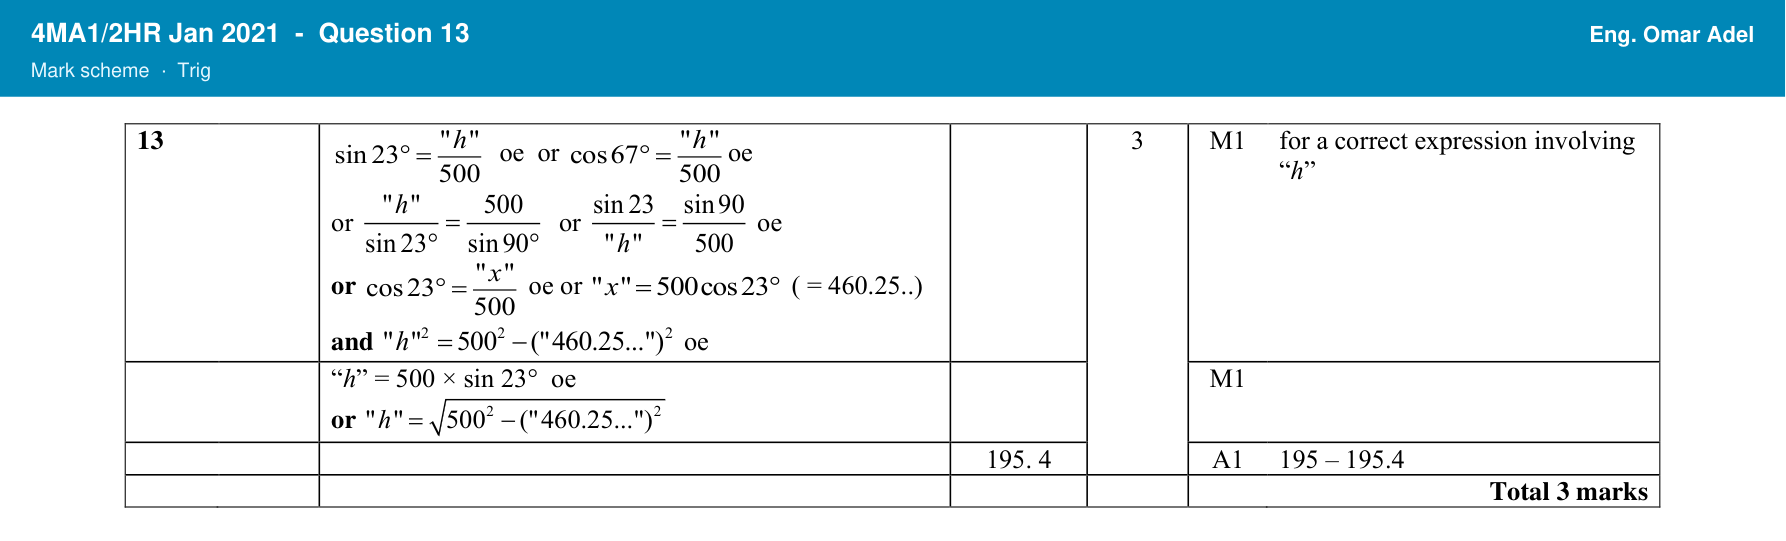 4MA1/2HR Jan 2021 - Question 13
Eng. Omar Adel
Mark scheme · Trig
13
sin 23° = "h"/500 oe or cos 67° = "h"/500 oe
3
M1 for a correct expression involving
“h”
or "h"/sin 23° = 500/sin 90° or sin 23/"h" = sin 90/500 oe
or cos 23° = "x"/500 oe or "x" = 500cos 23° ( = 460.25..)
and "h"² = 500² – ("460.25...")² oe
“h” = 500 × sin 23° oe
M1
or "h" = √(500² – ("460.25...")²)
195. 4
A1 195 – 195.4
Total 3 marks